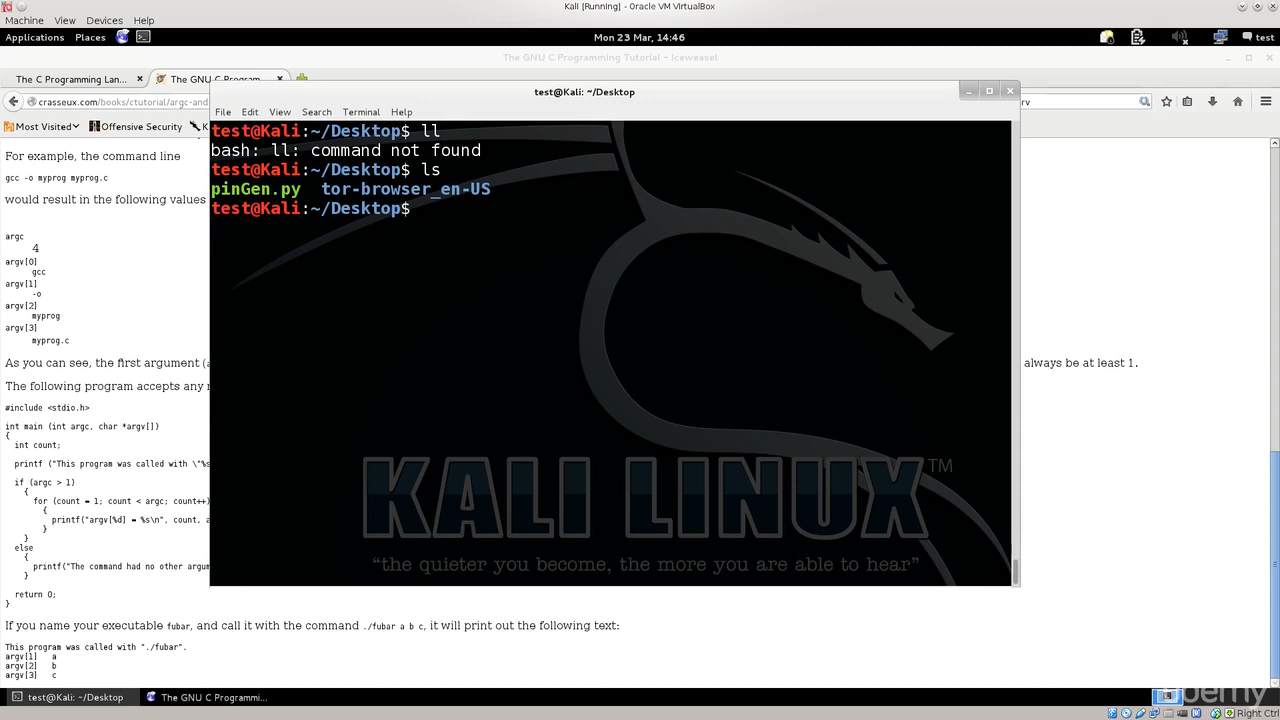 Kali [Running] - Oracle VM VirtualBox
Machine View Devices Help
Applications Places Mon 23 Mar, 14:46 test
The GNU C Programming Tutorial - Iceweasel
The C Programming Lan... The GNU C Program...
test@Kali: ~/Desktop
crasseux.com/books/ctutorial/argc-and rv
File Edit View Search Terminal Help
Most Visited Offensive Security K
test@Kali:~/Desktop$ ll
bash: ll: command not found
test@Kali:~/Desktop$ ls
pinGen.py tor-browser_en-US
test@Kali:~/Desktop$
KALI LINUX TM
“the quieter you become, the more you are able to hear”
For example, the command line
gcc -o myprog myprog.c
would result in the following values
argc
4
argv[0]
gcc
argv[1]
-o
argv[2]
myprog
argv[3]
myprog.c
As you can see, the first argument (a always be at least 1.
The following program accepts any
#include <stdio.h>
int main (int argc, char *argv[])
{
int count;
printf ("This program was called with \"%s
if (argc > 1)
{
for (count = 1; count < argc; count++)
{
printf("argv[%d] = %s\n", count, a
}
}
else
{
printf("The command had no other argum
}
return 0;
}
If you name your executable fubar, and call it with the command ./fubar a b c, it will print out the following text:
This program was called with "./fubar".
argv[1] a
argv[2] b
argv[3] c
test@Kali: ~/Desktop The GNU C Programmi...
Right Ctrl